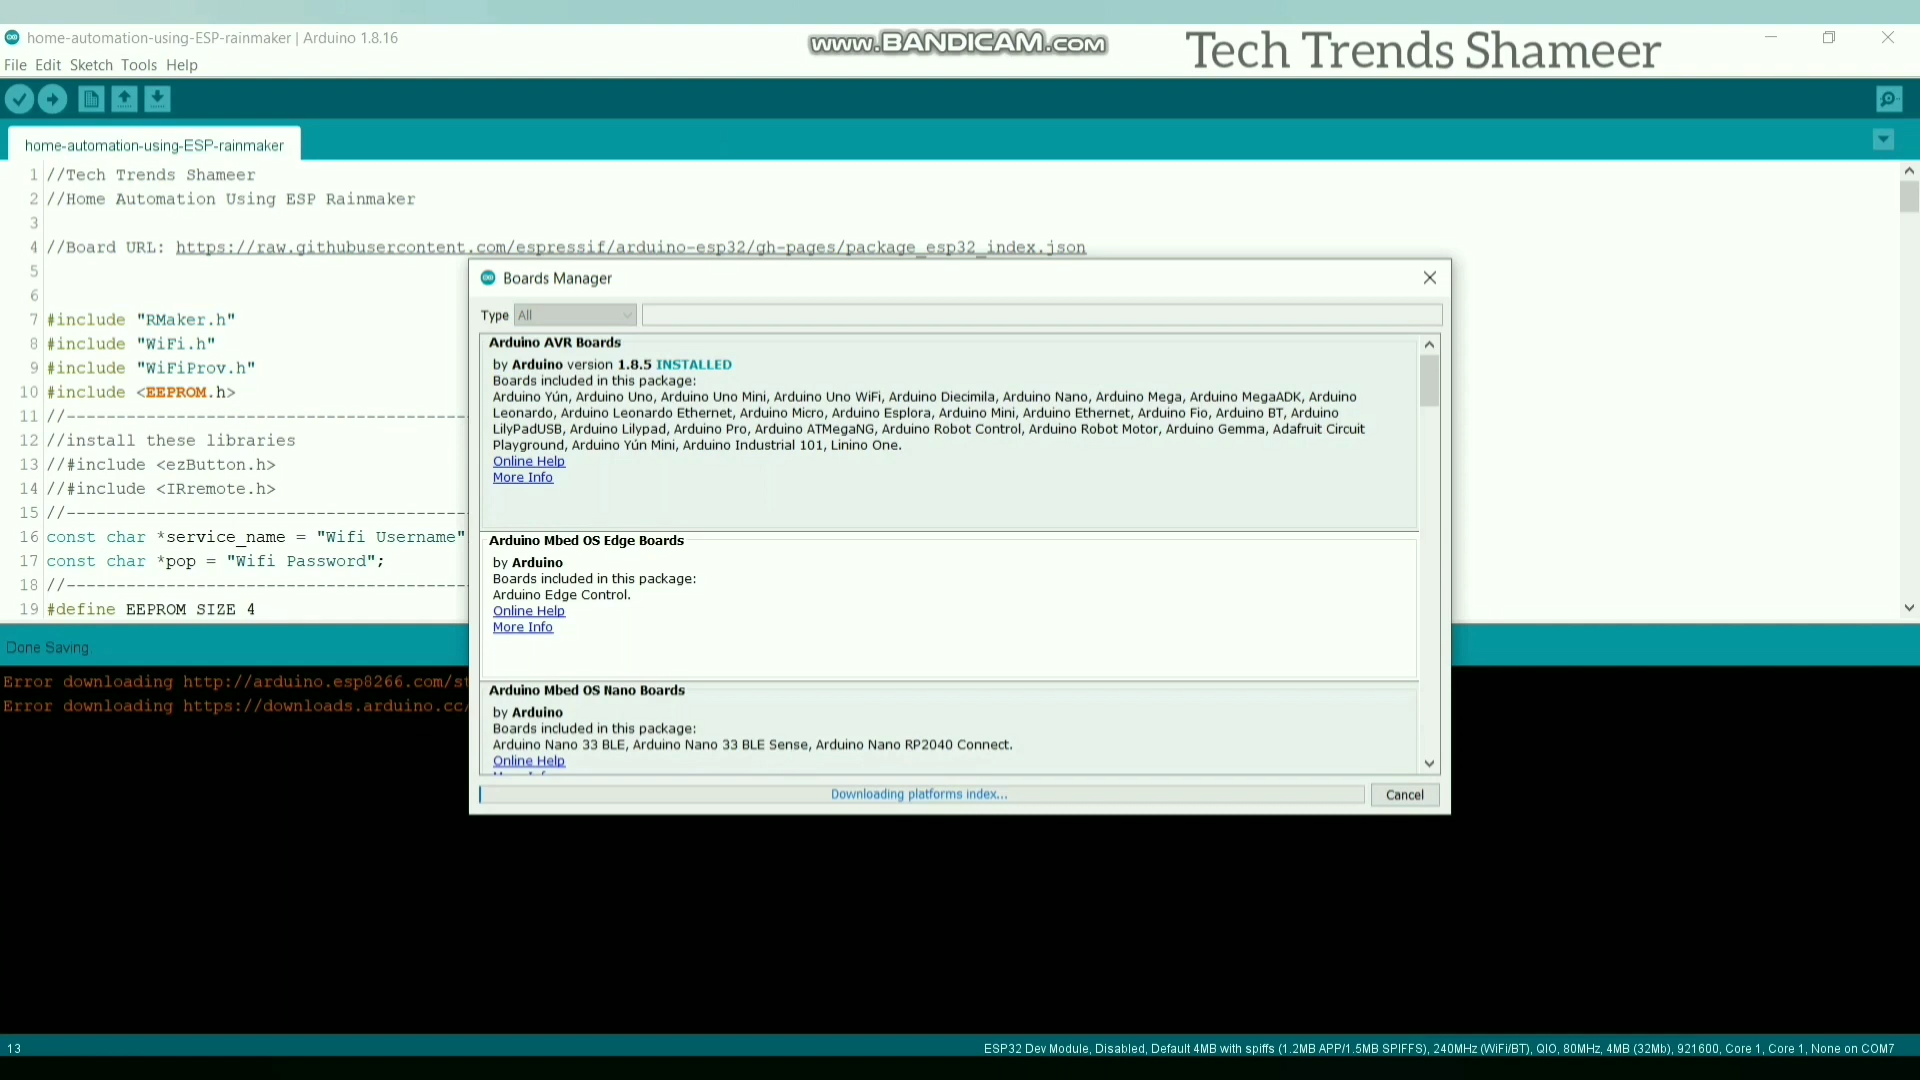 home-automation-using-ESP-rainmaker | Arduino 1.8.16
www.BANDICAM.com
Tech Trends Shameer
File Edit Sketch Tools Help
home-automation-using-ESP-rainmaker
1 //Tech Trends Shameer
2 //Home Automation Using ESP Rainmaker
3
4 //Board URL: https://raw.githubusercontent.com/espressif/arduino-esp32/gh-pages/package_esp32_index.json
5
6
7 #include "RMaker.h"
8 #include "WiFi.h"
9 #include "WiFiProv.h"
10 #include <EEPROM.h>
11 //------------------------------------------
12 //install these libraries
13 //#include <ezButton.h>
14 //#include <IRremote.h>
15 //------------------------------------------
16 const char *service_name = "Wifi Username"
17 const char *pop = "Wifi Password";
18 //------------------------------------------
19 #define EEPROM SIZE 4
Done Saving.
Error downloading http://arduino.esp8266.com/st
Error downloading https://downloads.arduino.cc/
Boards Manager
Type All
Arduino AVR Boards
by Arduino version 1.8.5 INSTALLED
Boards included in this package:
Arduino Yún, Arduino Uno, Arduino Uno Mini, Arduino Uno WiFi, Arduino Diecimila, Arduino Nano, Arduino Mega, Arduino MegaADK, Arduino
Leonardo, Arduino Leonardo Ethernet, Arduino Micro, Arduino Esplora, Arduino Mini, Arduino Ethernet, Arduino Fio, Arduino BT, Arduino
LilyPadUSB, Arduino Lilypad, Arduino Pro, Arduino ATMegaNG, Arduino Robot Control, Arduino Robot Motor, Arduino Gemma, Adafruit Circuit
Playground, Arduino Yún Mini, Arduino Industrial 101, Linino One.
Online Help
More Info
Arduino Mbed OS Edge Boards
by Arduino
Boards included in this package:
Arduino Edge Control.
Online Help
More Info
Arduino Mbed OS Nano Boards
by Arduino
Boards included in this package:
Arduino Nano 33 BLE, Arduino Nano 33 BLE Sense, Arduino Nano RP2040 Connect.
Online Help
Downloading platforms index...
Cancel
13
ESP32 Dev Module, Disabled, Default 4MB with spiffs (1.2MB APP/1.5MB SPIFFS), 240MHz (WiFi/BT), QIO, 80MHz, 4MB (32Mb), 921600, Core 1, Core 1, None on COM7